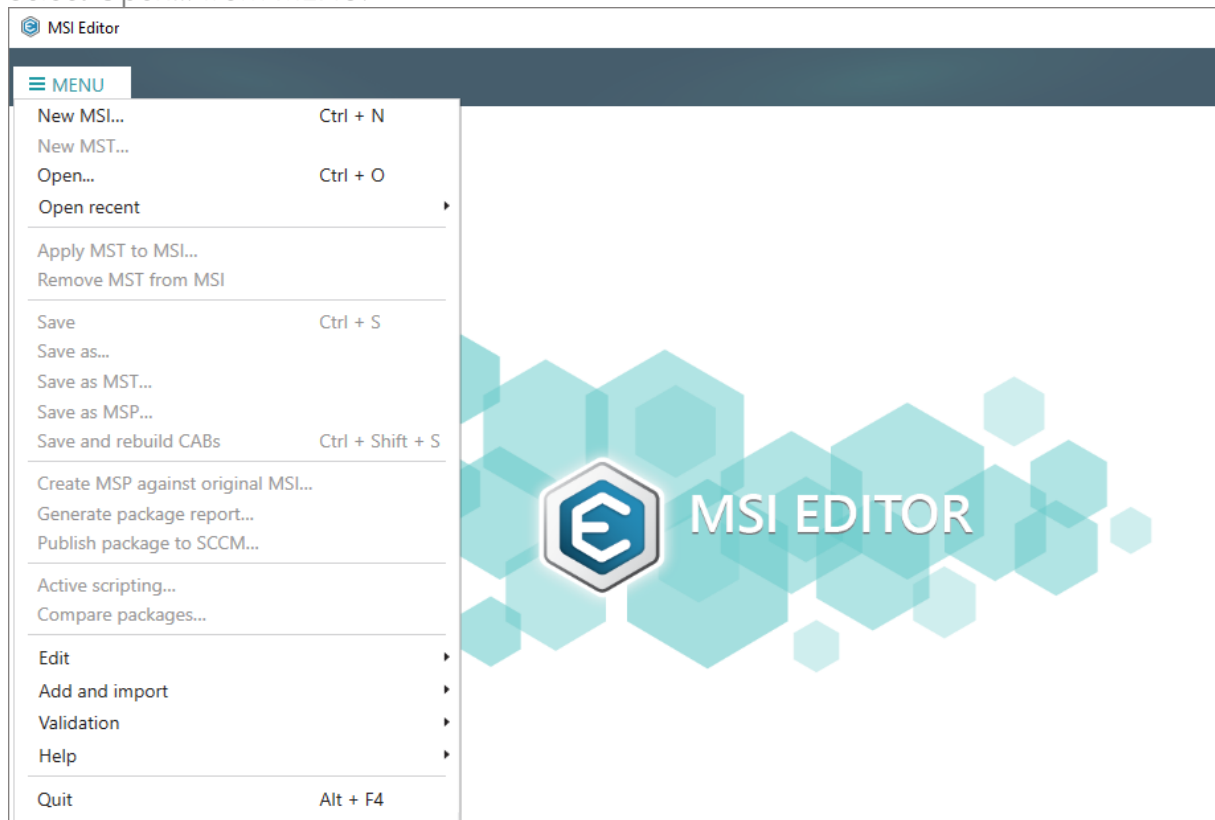 MSI Editor
MENU
New MSI... Ctrl + N
New MST...
Open... Ctrl + O
Open recent
Apply MST to MSI...
Remove MST from MSI
Save Ctrl + S
Save as...
Save as MST...
Save as MSP...
Save and rebuild CABs Ctrl + Shift + S
Create MSP against original MSI...
Generate package report...
Publish package to SCCM...
Active scripting...
Compare packages...
Edit
Add and import
Validation
Help
Quit Alt + F4
MSI EDITOR